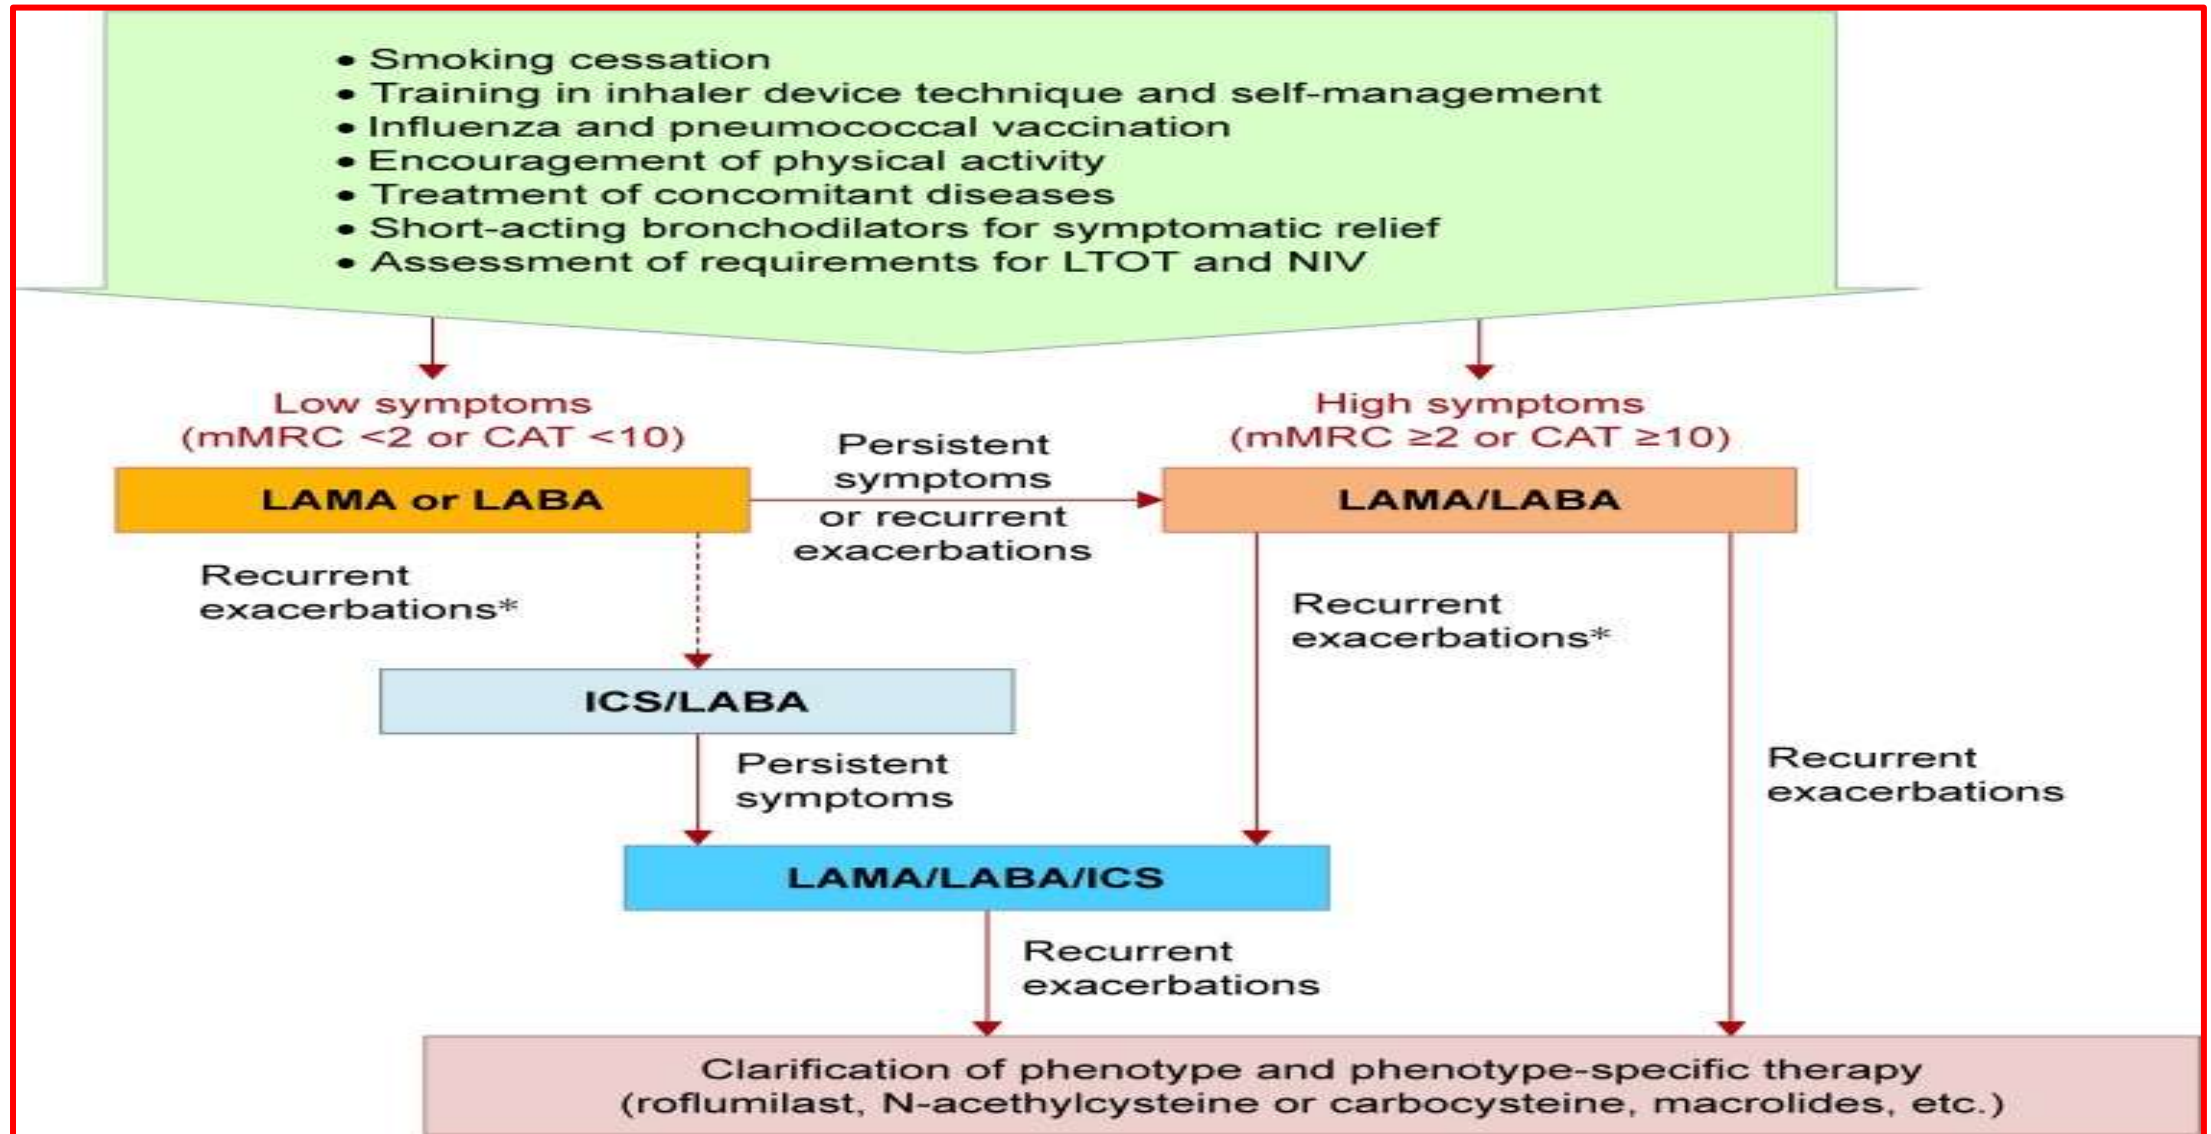 • Smoking cessation
• Training in inhaler device technique and self-management
• Influenza and pneumococcal vaccination
• Encouragement of physical activity
• Treatment of concomitant diseases
• Short-acting bronchodilators for symptomatic relief
• Assessment of requirements for LTOT and NIV
Low symptoms
(mMRC <2 or CAT <10)
High symptoms
(mMRC ≥2 or CAT ≥10)
LAMA or LABA
Persistent
symptoms
or recurrent
exacerbations
LAMA/LABA
Recurrent
exacerbations*
Recurrent
exacerbations*
ICS/LABA
Persistent
symptoms
Recurrent
exacerbations
LAMA/LABA/ICS
Recurrent
exacerbations
Clarification of phenotype and phenotype-specific therapy
(roflumilast, N-acethylcysteine or carbocysteine, macrolides, etc.)